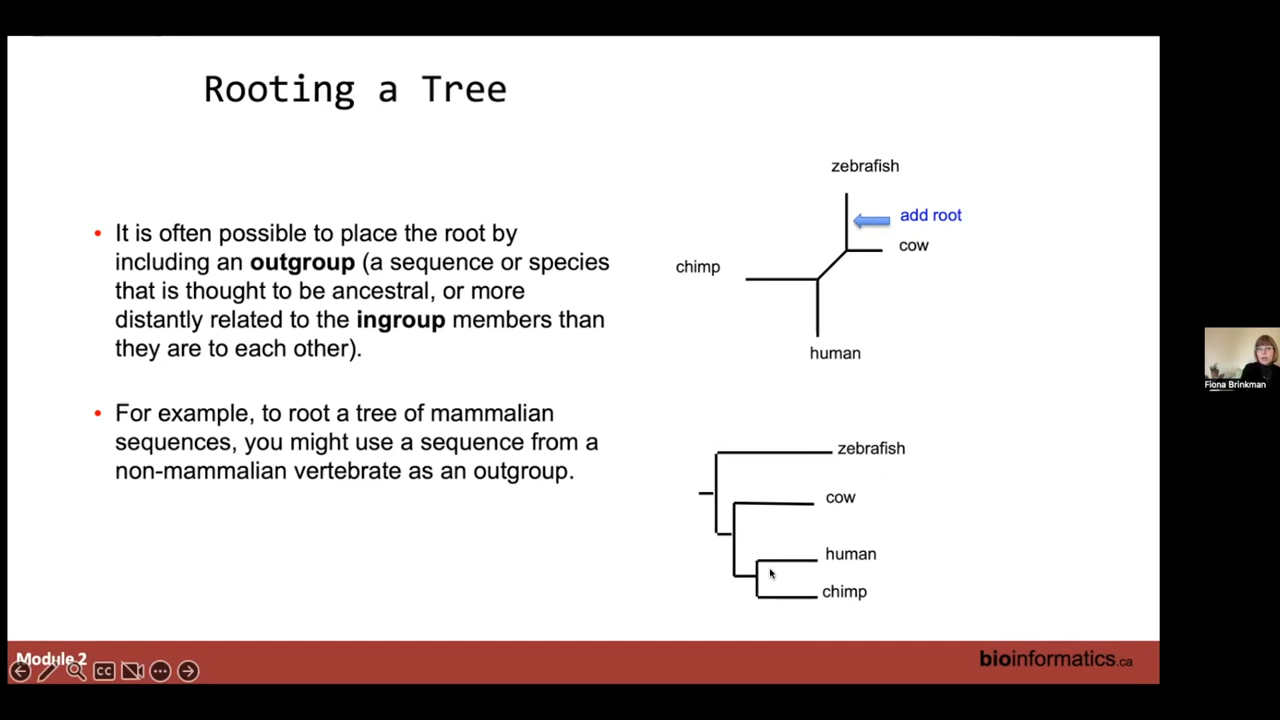 Rooting a Tree
• It is often possible to place the root by
including an outgroup (a sequence or species
that is thought to be ancestral, or more
distantly related to the ingroup members than
they are to each other).
• For example, to root a tree of mammalian
sequences, you might use a sequence from a
non-mammalian vertebrate as an outgroup.
zebrafish
add root
cow
chimp
human
zebrafish
cow
human
chimp
Module 2
CC
bioinformatics.ca
Fiona Brinkman